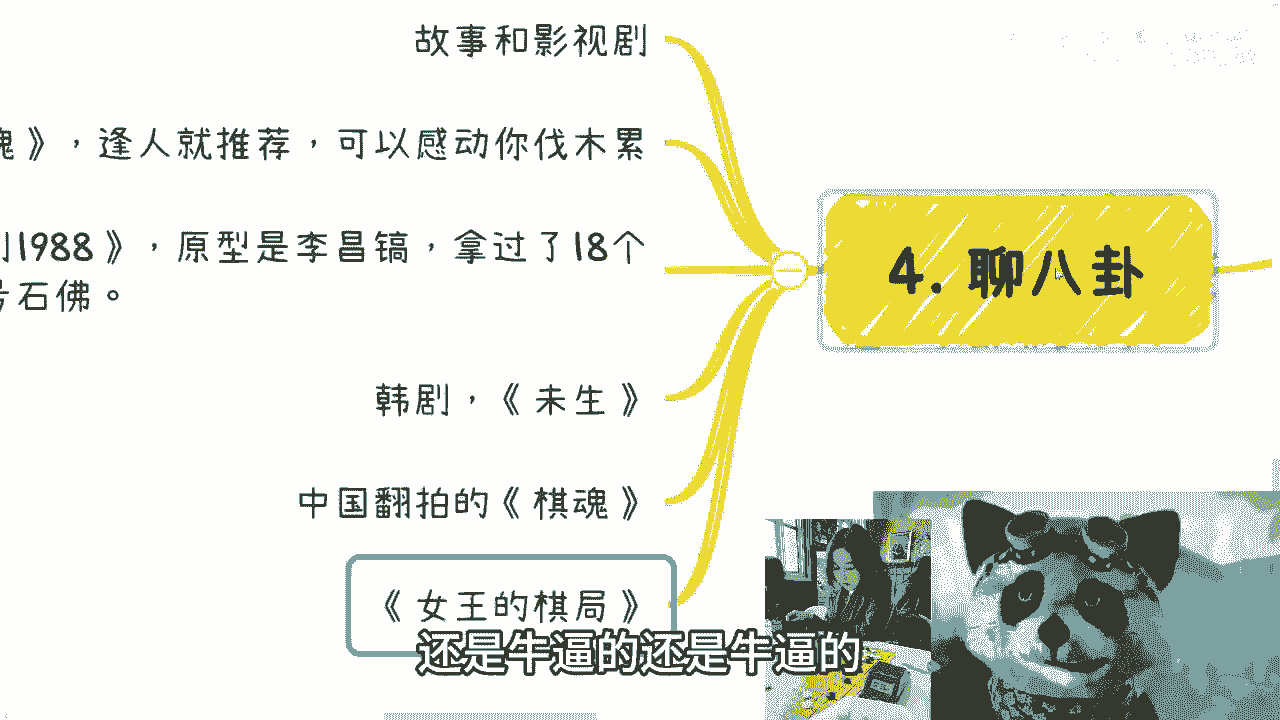 故事和影视剧
魂》，逢人就推荐，可以感动你伐木累
1988》，原型是李昌镐，拿过了18个
号石佛。
4. 聊八卦
韩剧，《未生》
中国翻拍的《棋魂》
《女王的棋局》
还是牛逼的还是牛逼的